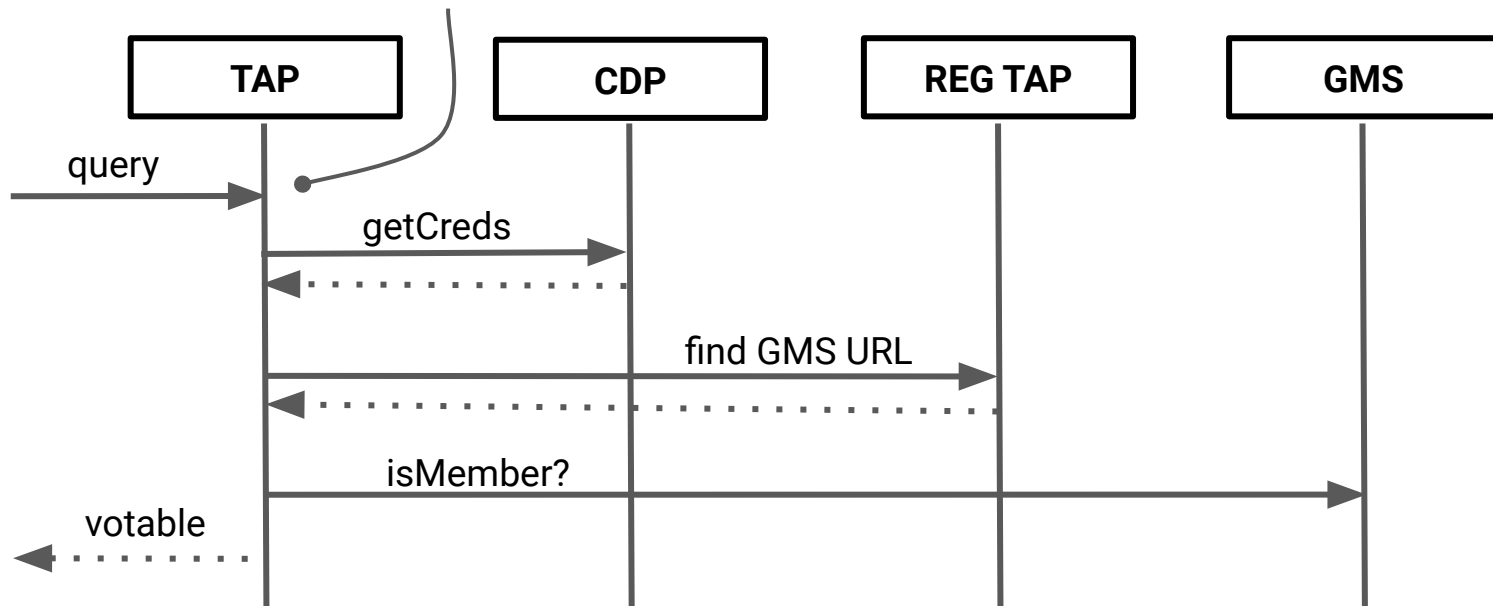 TAP
CDP
REG TAP
GMS
query
getCreds
find GMS URL
isMember?
votable